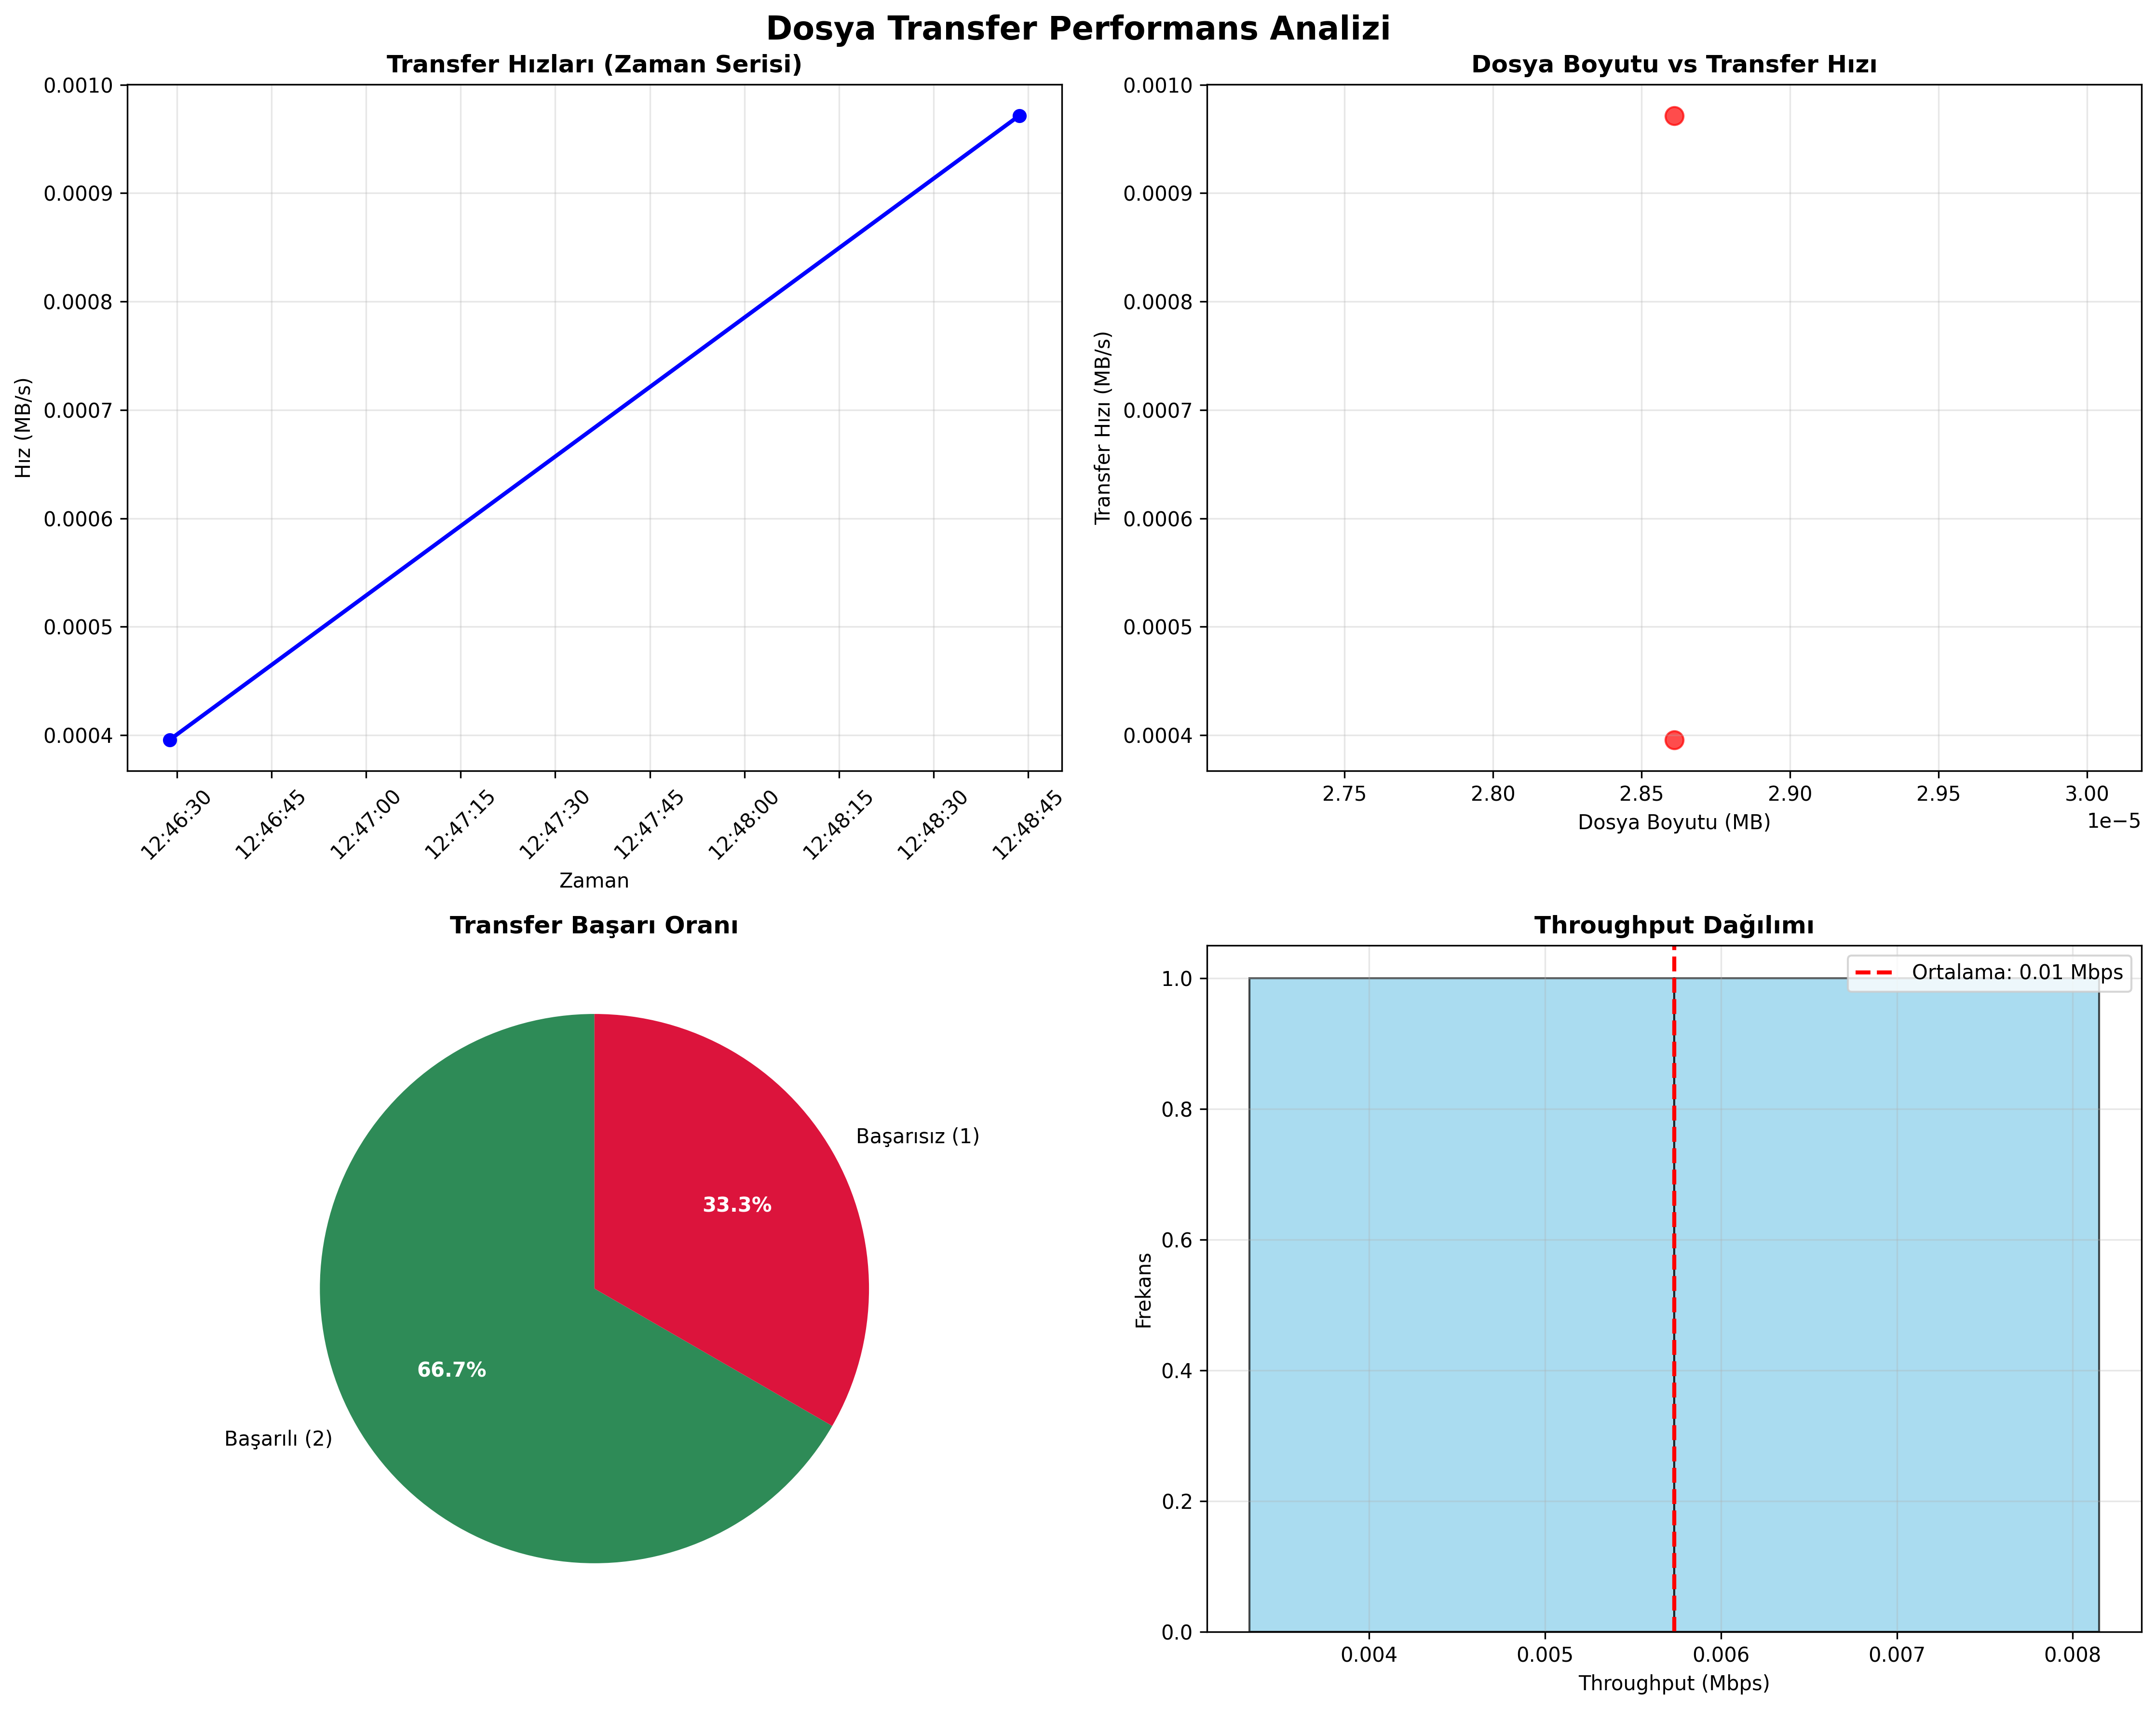 Dosya Transfer Performans Analizi
Transfer Hızları (Zaman Serisi)
0.0010
0.0009
0.0008
0.0007
0.0006
0.0005
0.0004
Hız (MB/s)
12:46:30
12:46:45
12:47:00
12:47:15
12:47:30
12:47:45
12:48:00
12:48:15
12:48:30
12:48:45
Zaman
Dosya Boyutu vs Transfer Hızı
0.0010
0.0009
0.0008
0.0007
0.0006
0.0005
0.0004
Transfer Hızı (MB/s)
2.75
2.80
2.85
2.90
2.95
3.00
1e−5
Dosya Boyutu (MB)
Transfer Başarı Oranı
Başarısız (1)
33.3%
66.7%
Başarılı (2)
Throughput Dağılımı
Ortalama: 0.01 Mbps
1.0
0.8
0.6
0.4
0.2
0.0
Frekans
0.004
0.005
0.006
0.007
0.008
Throughput (Mbps)